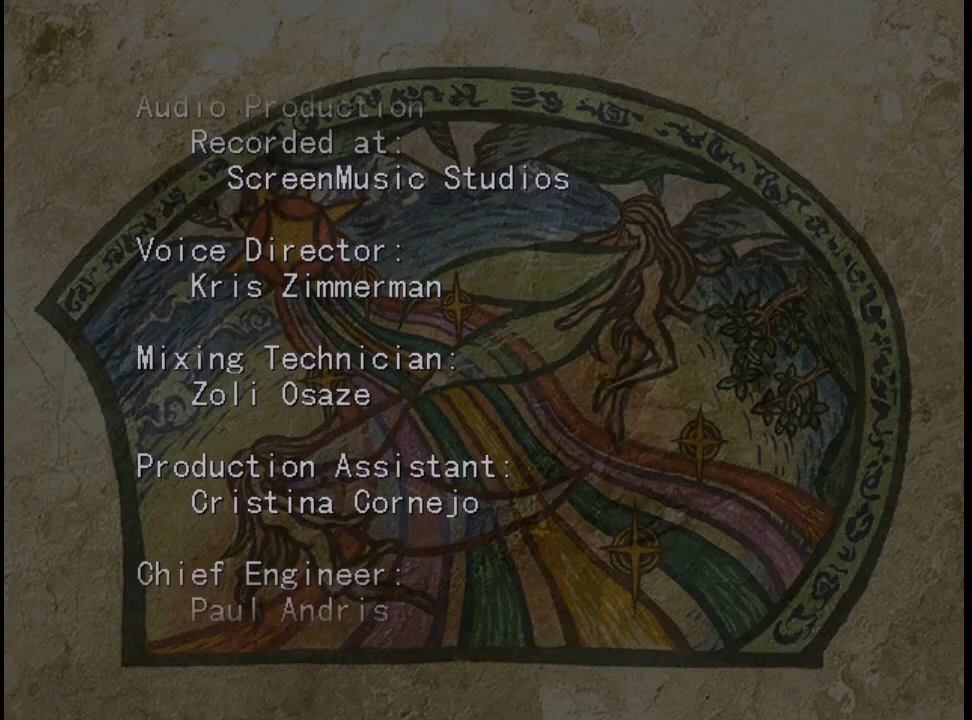 Audio Production
Recorded at:
ScreenMusic Studios
Voice Director:
Kris Zimmerman
Mixing Technician:
Zoli Osaze
Production Assistant:
Cristina Cornejo
Chief Engineer:
Paul Andris